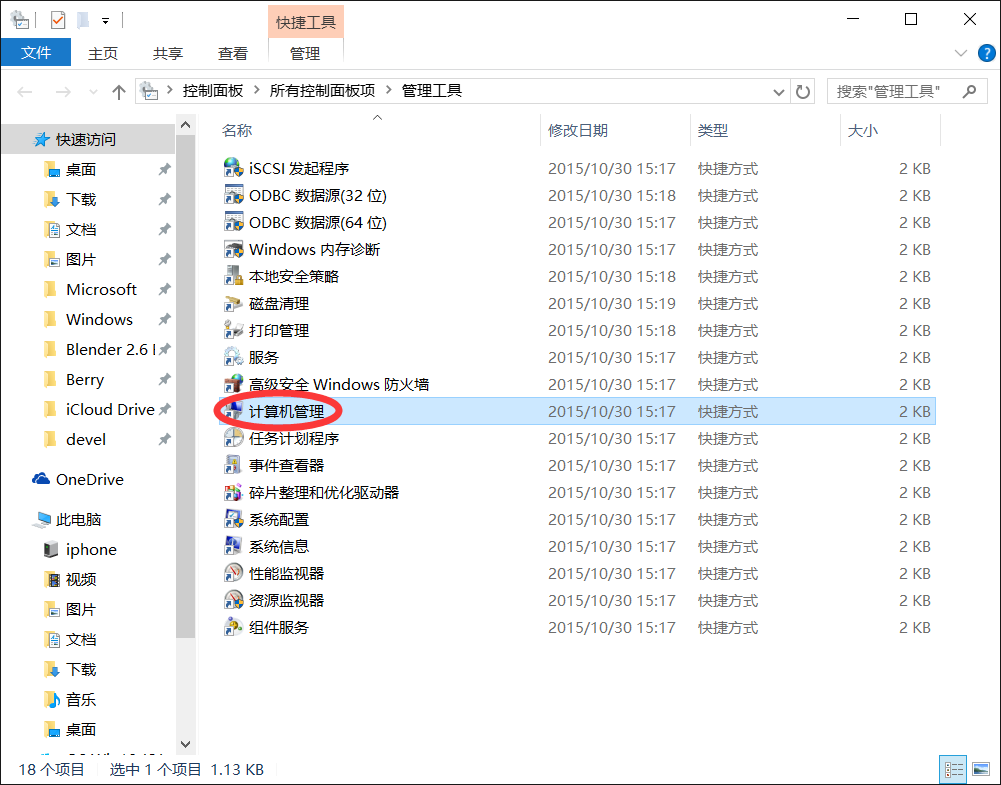 快捷工具
文件 主页 共享 查看 管理 ?
控制面板 所有控制面板项 管理工具 搜索"管理工具"
名称 修改日期 类型 大小
快速访问
桌面
下载
文档
图片
Microsoft
Windows
Blender 2.6
Berry
iCloud Drive
devel
OneDrive
此电脑
iphone
视频
图片
文档
下载
音乐
桌面
iSCSI 发起程序 2015/10/30 15:17 快捷方式 2 KB
ODBC 数据源(32 位) 2015/10/30 15:18 快捷方式 2 KB
ODBC 数据源(64 位) 2015/10/30 15:17 快捷方式 2 KB
Windows 内存诊断 2015/10/30 15:17 快捷方式 2 KB
本地安全策略 2015/10/30 15:18 快捷方式 2 KB
磁盘清理 2015/10/30 15:19 快捷方式 2 KB
打印管理 2015/10/30 15:18 快捷方式 2 KB
服务 2015/10/30 15:17 快捷方式 2 KB
高级安全 Windows 防火墙 2015/10/30 15:17 快捷方式 2 KB
计算机管理 2015/10/30 15:17 快捷方式 2 KB
任务计划程序 2015/10/30 15:17 快捷方式 2 KB
事件查看器 2015/10/30 15:17 快捷方式 2 KB
碎片整理和优化驱动器 2015/10/30 15:17 快捷方式 2 KB
系统配置 2015/10/30 15:17 快捷方式 2 KB
系统信息 2015/10/30 15:17 快捷方式 2 KB
性能监视器 2015/10/30 15:17 快捷方式 2 KB
资源监视器 2015/10/30 15:17 快捷方式 2 KB
组件服务 2015/10/30 15:17 快捷方式 2 KB
18 个项目 选中 1 个项目 1.13 KB